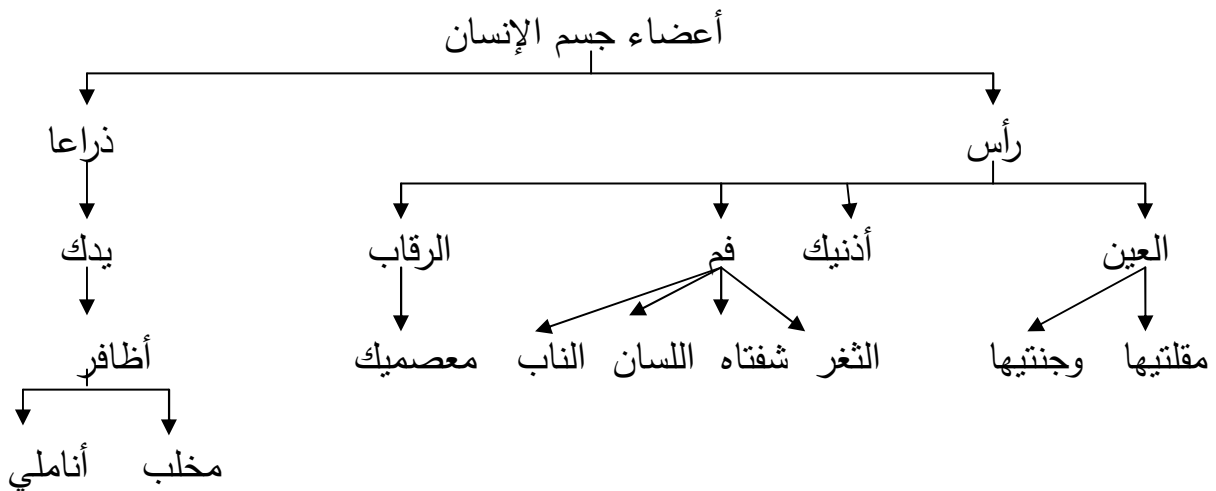 أعضاء جسم الإنسان
رأس ذراعا
العين أذنيك فم الرقاب يدك
مقلتيها وجنتيها الثغر شفتاه اللسان الناب معصميك أظافر
مخلب أناملي